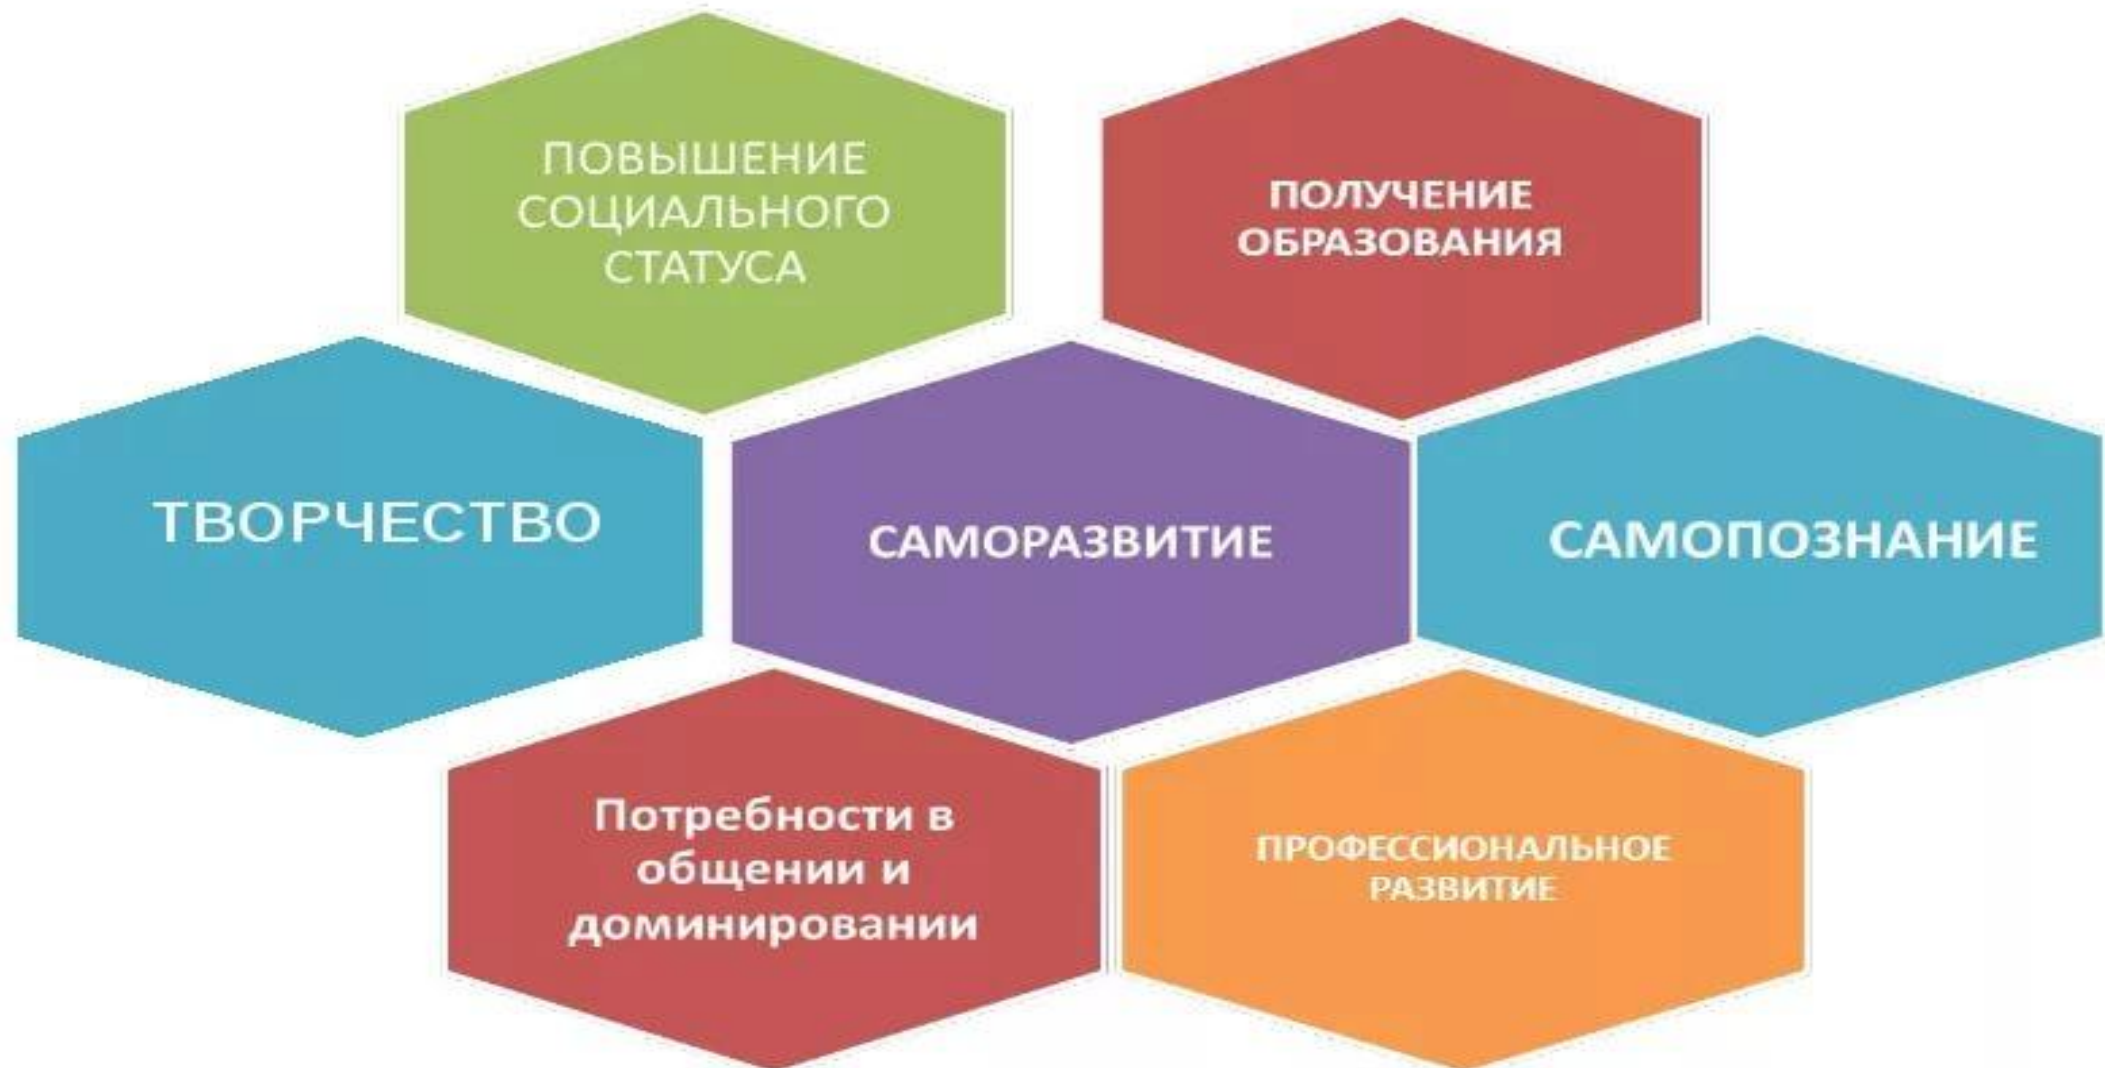 ПОВЫШЕНИЕ
СОЦИАЛЬНОГО
СТАТУСА
ПОЛУЧЕНИЕ
ОБРАЗОВАНИЯ
ТВОРЧЕСТВО
САМОРАЗВИТИЕ
САМОПОЗНАНИЕ
Потребности в
общении и
доминировании
ПРОФЕССИОНАЛЬНОЕ
РАЗВИТИЕ